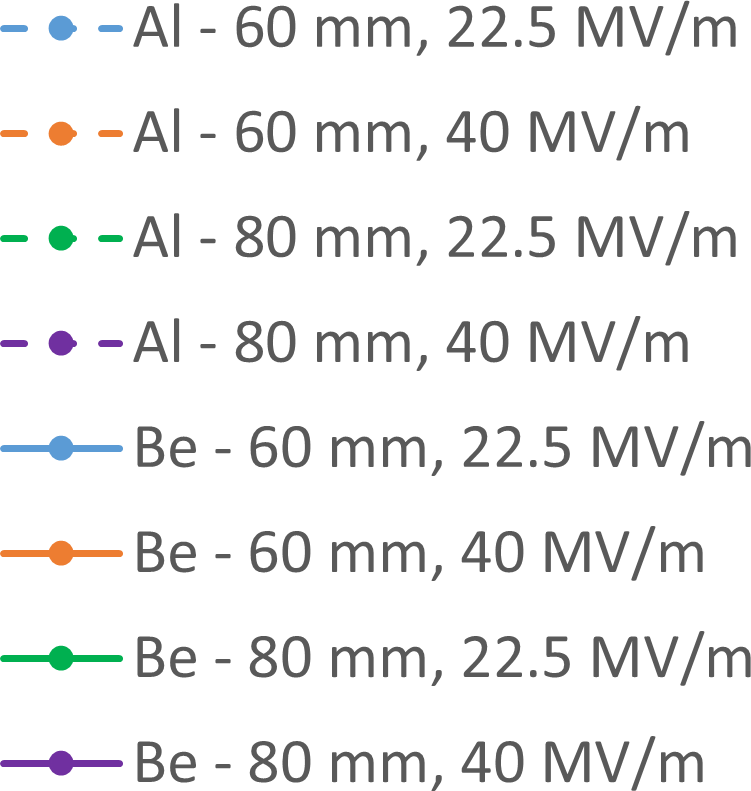 Al - 60 mm, 22.5 MV/m
Al - 60 mm, 40 MV/m
Al - 80 mm, 22.5 MV/m
Al - 80 mm, 40 MV/m
Be - 60 mm, 22.5 MV/m
Be - 60 mm, 40 MV/m
Be - 80 mm, 22.5 MV/m
Be - 80 mm, 40 MV/m